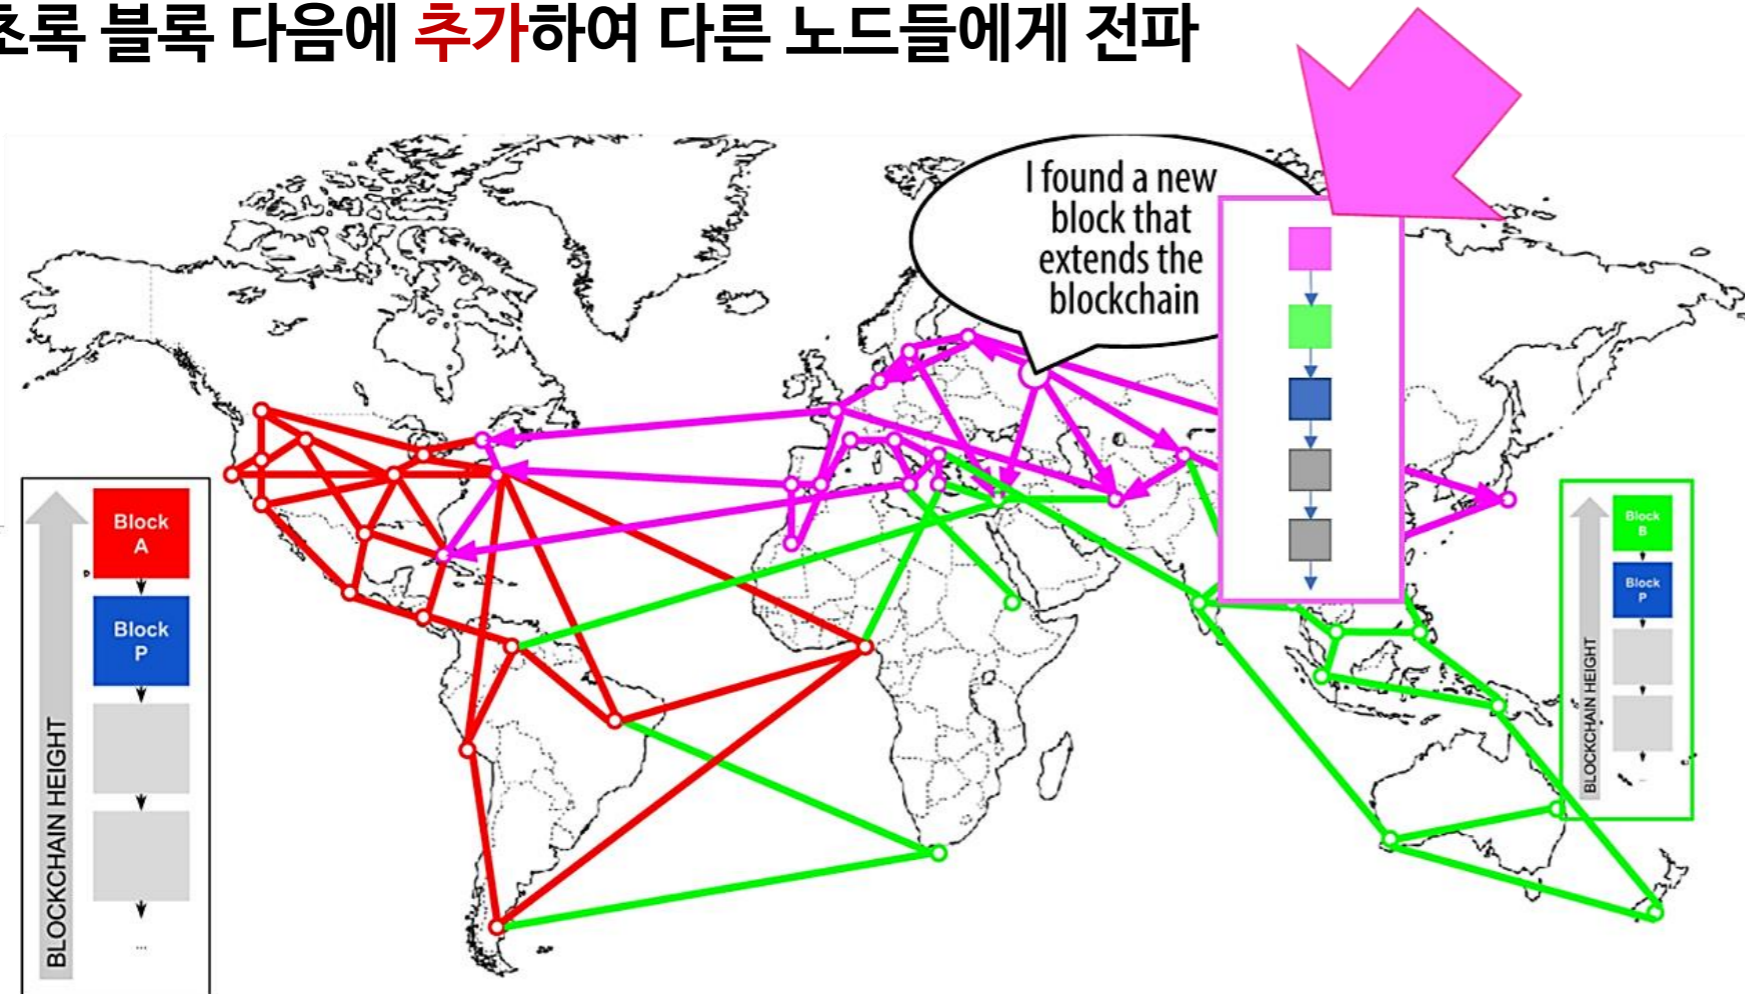 초록 블록 다음에 추가하여 다른 노드들에게 전파
I found a new
block that
extends the
blockchain
BLOCKCHAIN HEIGHT
Block
A
Block
P
...
BLOCKCHAIN HEIGHT
Block
B
Block
P
...